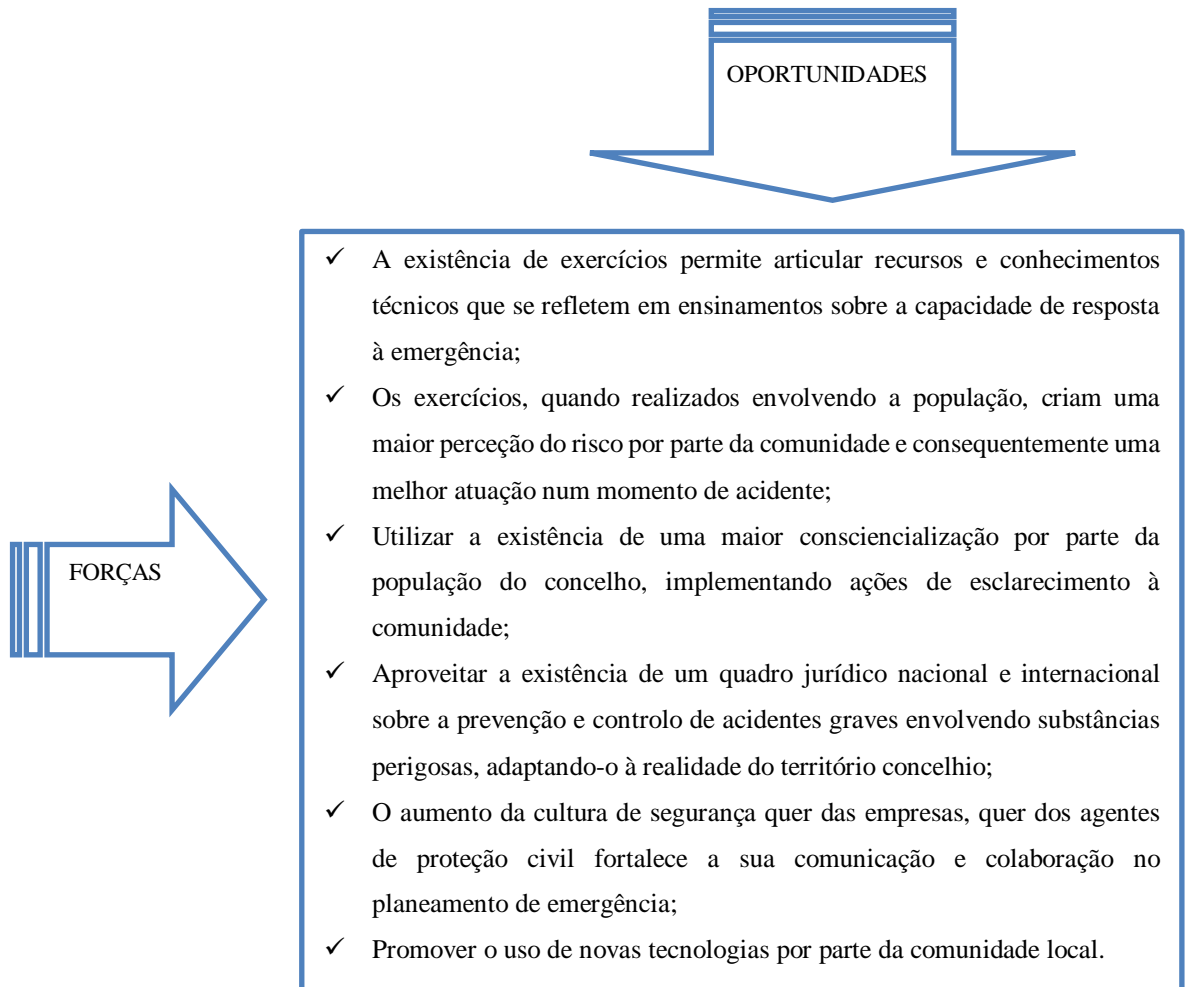 OPORTUNIDADES
✓ A existência de exercícios permite articular recursos e conhecimentos
técnicos que se refletem em ensinamentos sobre a capacidade de resposta
à emergência;
✓ Os exercícios, quando realizados envolvendo a população, criam uma
maior perceção do risco por parte da comunidade e consequentemente uma
melhor atuação num momento de acidente;
✓ Utilizar a existência de uma maior consciencialização por parte da
população do concelho, implementando ações de esclarecimento à
comunidade;
✓ Aproveitar a existência de um quadro jurídico nacional e internacional
sobre a prevenção e controlo de acidentes graves envolvendo substâncias
perigosas, adaptando-o à realidade do território concelhio;
✓ O aumento da cultura de segurança quer das empresas, quer dos agentes
de proteção civil fortalece a sua comunicação e colaboração no
planeamento de emergência;
✓ Promover o uso de novas tecnologias por parte da comunidade local.
FORÇAS